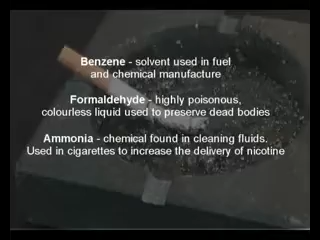 Benzene - solvent used in fuel
and chemical manufacture
Formaldehyde - highly poisonous,
colourless liquid used to preserve dead bodies
Ammonia - chemical found in cleaning fluids.
Used in cigarettes to increase the delivery of nicotine